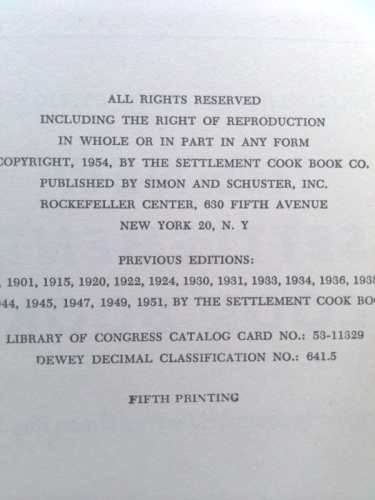 ALL RIGHTS RESERVED
INCLUDING THE RIGHT OF REPRODUCTION
IN WHOLE OR IN PART IN ANY FORM
COPYRIGHT, 1954, BY THE SETTLEMENT COOK BOOK CO.
PUBLISHED BY SIMON AND SCHUSTER, INC.
ROCKEFELLER CENTER, 630 FIFTH AVENUE
NEW YORK 20, N. Y
PREVIOUS EDITIONS:
, 1901, 1915, 1920, 1922, 1924, 1930, 1931, 1933, 1934, 1936, 1938
944, 1945, 1947, 1949, 1951, BY THE SETTLEMENT COOK BOO
LIBRARY OF CONGRESS CATALOG CARD NO.: 53-11329
DEWEY DECIMAL CLASSIFICATION NO.: 641.5
FIFTH PRINTING